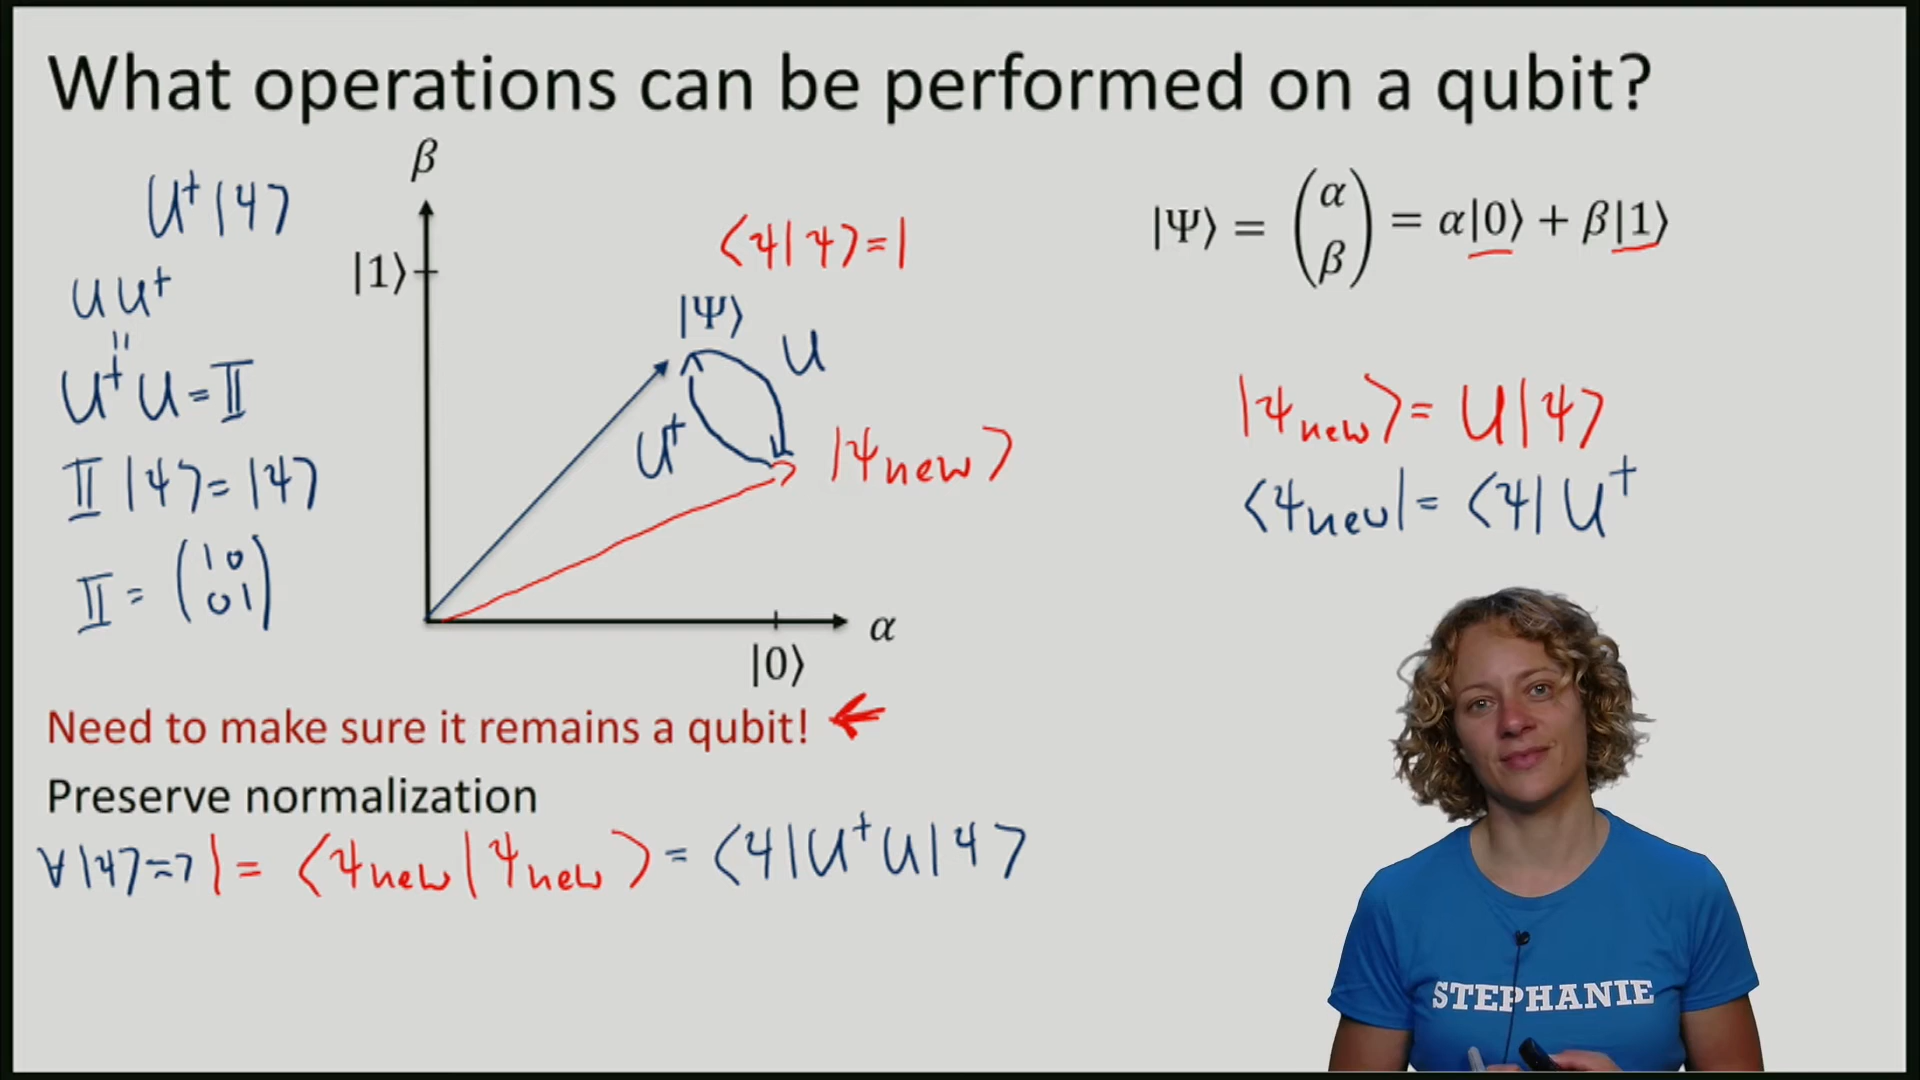 What operations can be performed on a qubit?
U†|ψ⟩
UU†
=
U†U = 𝕀
𝕀|ψ⟩ = |ψ⟩
𝕀 = (1 0
0 1)
β
|1⟩
⟨ψ|ψ⟩ = 1
|Ψ⟩
U
U†
|ψnew⟩
α
|0⟩
|Ψ⟩ = (α
β) = α|0⟩ + β|1⟩
|ψnew⟩ = U|ψ⟩
⟨ψnew| = ⟨ψ|U†
Need to make sure it remains a qubit! ←
Preserve normalization
∀|ψ⟩ => 1 = ⟨ψnew|ψnew⟩ = ⟨ψ|U†U|ψ⟩
STEPHANIE